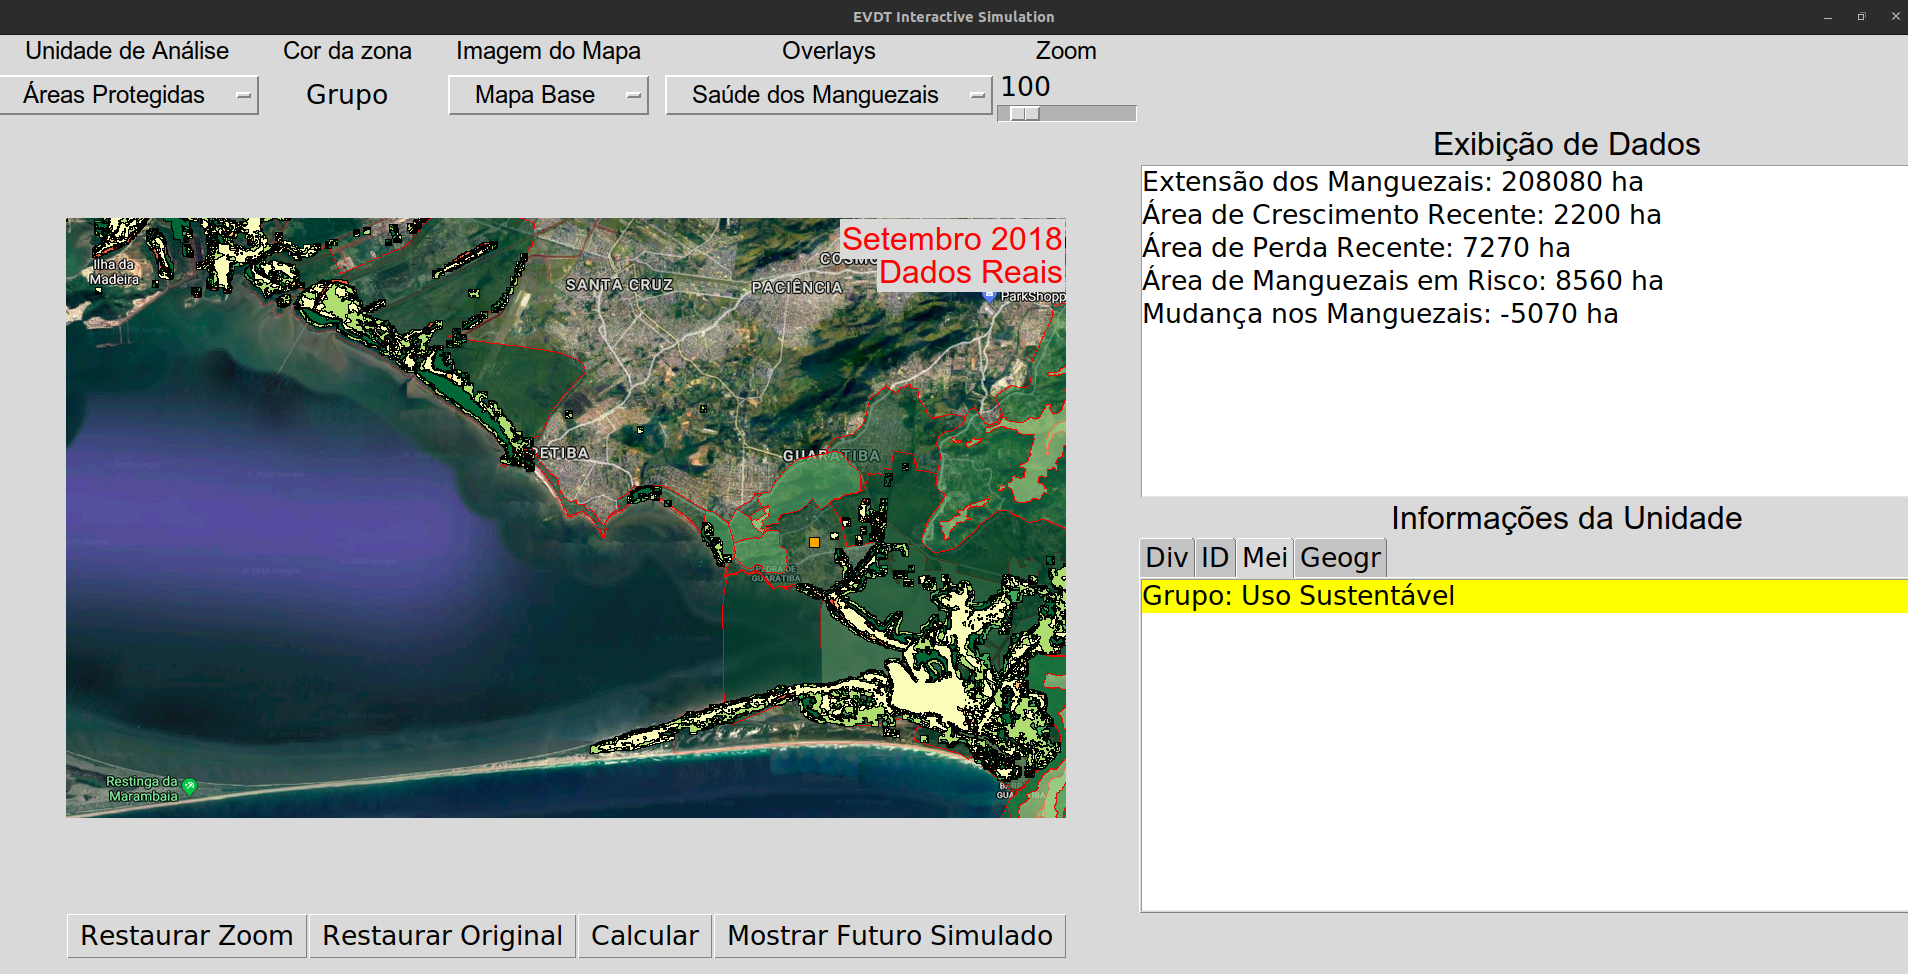 EVDT Interactive Simulation
Unidade de Análise
Cor da zona
Imagem do Mapa
Overlays
Zoom
Áreas Protegidas
Grupo
Mapa Base
Saúde dos Manguezais
100
Exibição de Dados
Extensão dos Manguezais: 208080 ha
Área de Crescimento Recente: 2200 ha
Área de Perda Recente: 7270 ha
Área de Manguezais em Risco: 8560 ha
Mudança nos Manguezais: -5070 ha
Setembro 2018
Dados Reais
Ilha da
Madeira
SANTA CRUZ
PACIÊNCIA
COSMO
ParkShopp
ETIBA
GUARATIBA
PEDRA DE
GUARATIBA
Restinga da
Marambaia
Informações da Unidade
Div
ID
Mei
Geogr
Grupo: Uso Sustentável
Restaurar Zoom
Restaurar Original
Calcular
Mostrar Futuro Simulado